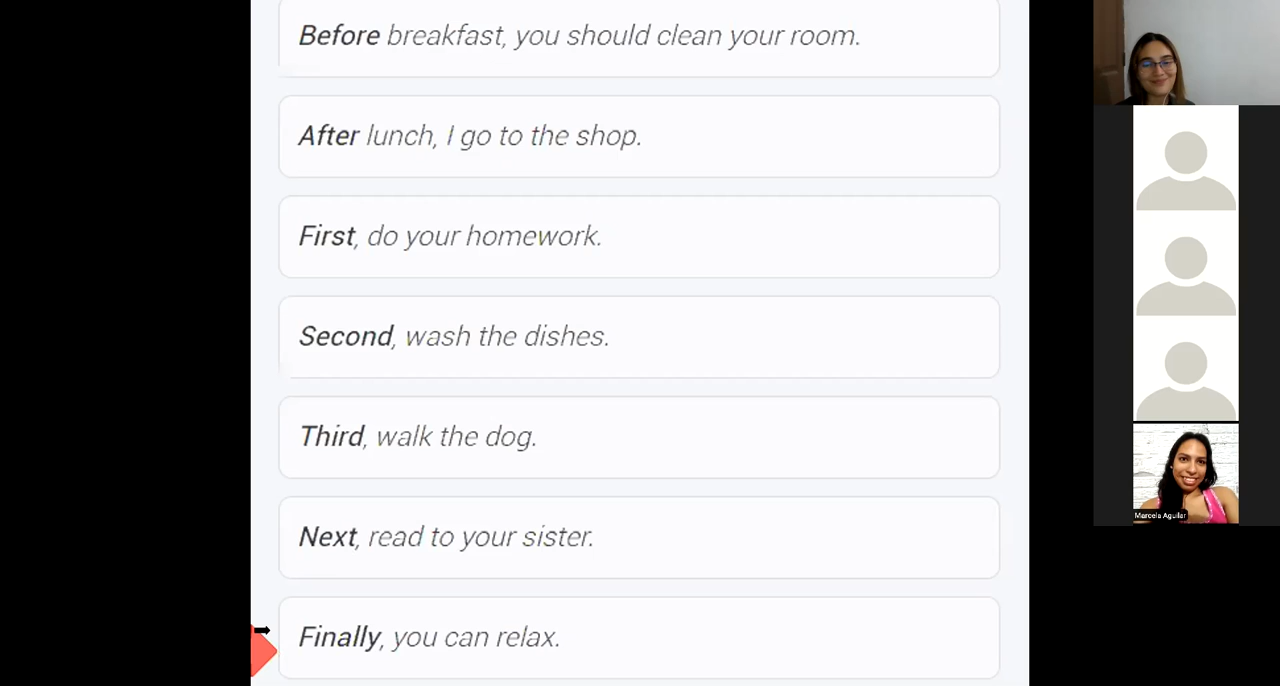 Before breakfast, you should clean your room.
After lunch, I go to the shop.
First, do your homework.
Second, wash the dishes.
Third, walk the dog.
Next, read to your sister.
Finally, you can relax.
Marcela Aguilar